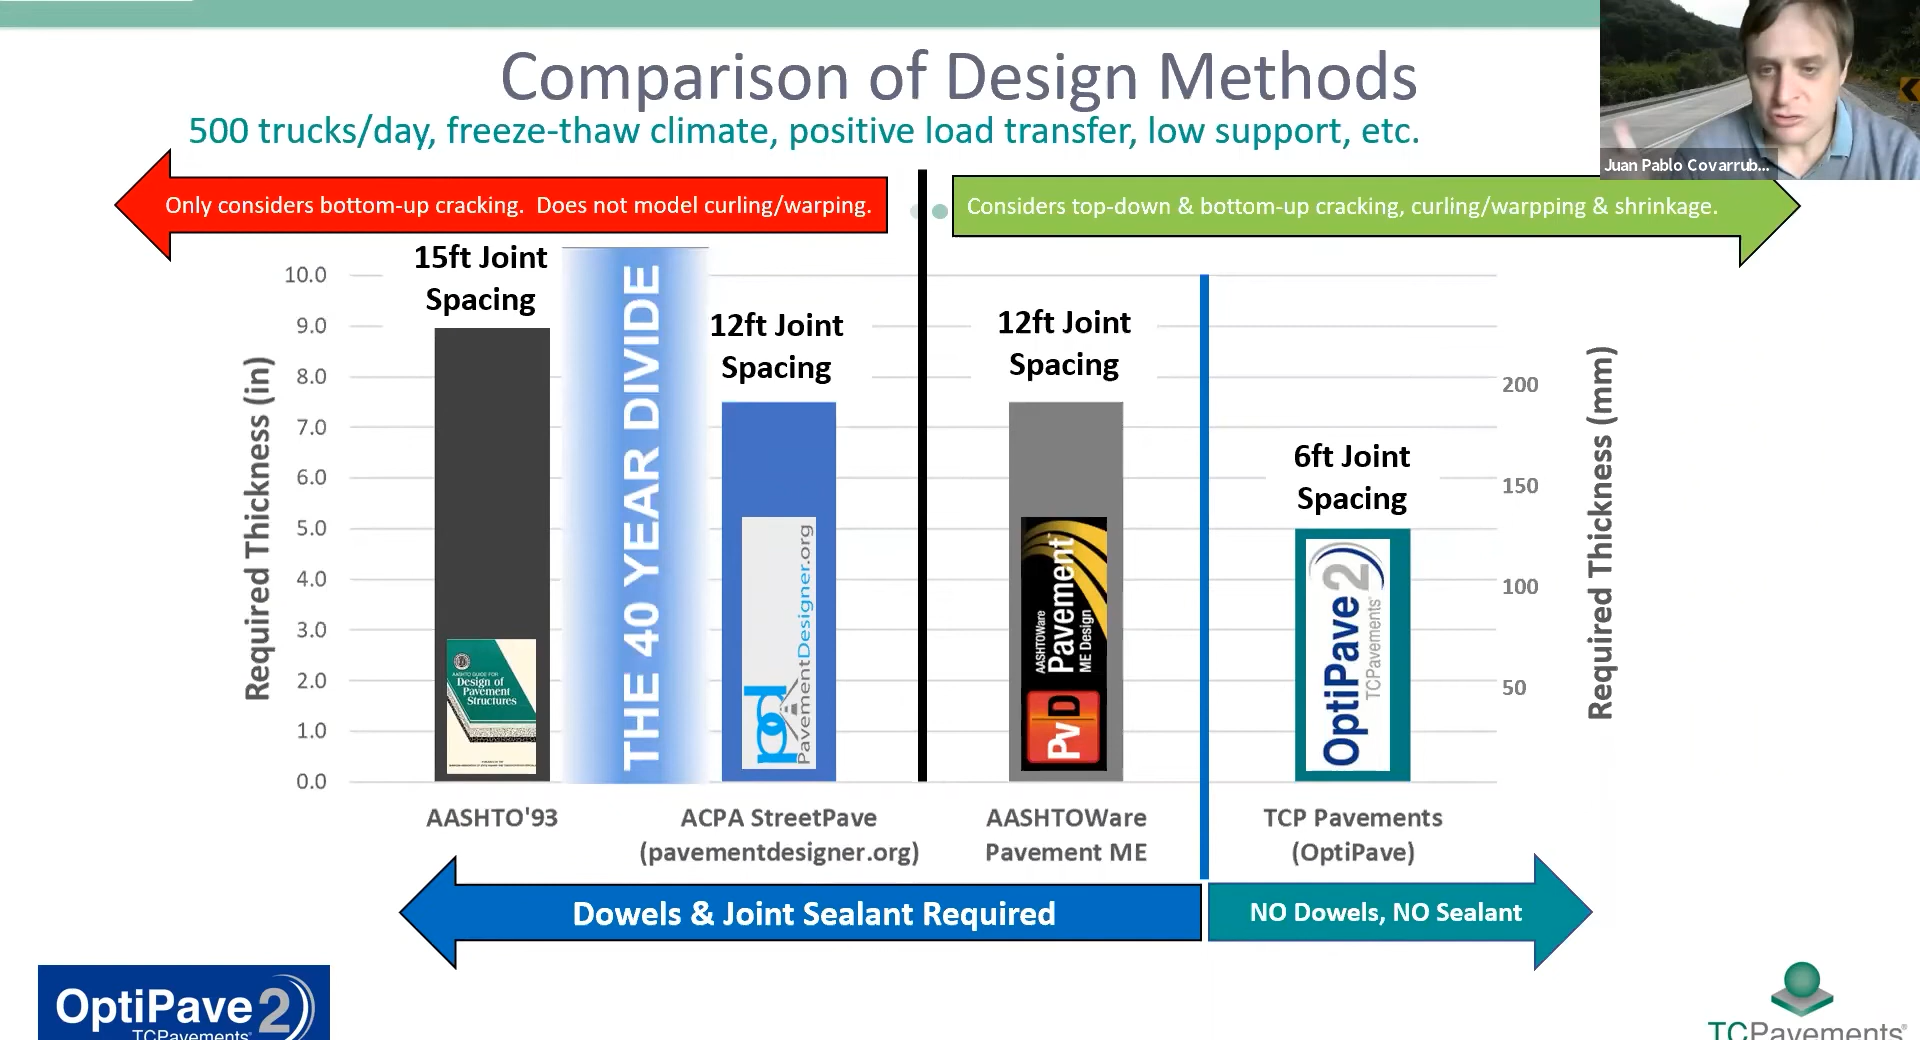 Comparison of Design Methods
500 trucks/day, freeze-thaw climate, positive load transfer, low support, etc.
Juan Pablo Covarrub...
Only considers bottom-up cracking.  Does not model curling/warping.
Considers top-down & bottom-up cracking, curling/warpping & shrinkage.
15ft Joint
Spacing
THE 40 YEAR DIVIDE
12ft Joint
Spacing
12ft Joint
Spacing
6ft Joint
Spacing
Required Thickness (in)
10.0
9.0
8.0
7.0
6.0
5.0
4.0
3.0
2.0
1.0
0.0
200
150
100
50
Required Thickness (mm)
AASHTO GUIDE FOR
Design of
Pavement
Structures
pd
PavementDesigner.org
AASHTOWare
Pavement
ME Design
PvD
OptiPave2
TCPavements®
AASHTO'93
ACPA StreetPave
(pavementdesigner.org)
AASHTOWare
Pavement ME
TCP Pavements
(OptiPave)
Dowels & Joint Sealant Required
NO Dowels, NO Sealant
OptiPave2
TCPavements®
TCPavements®